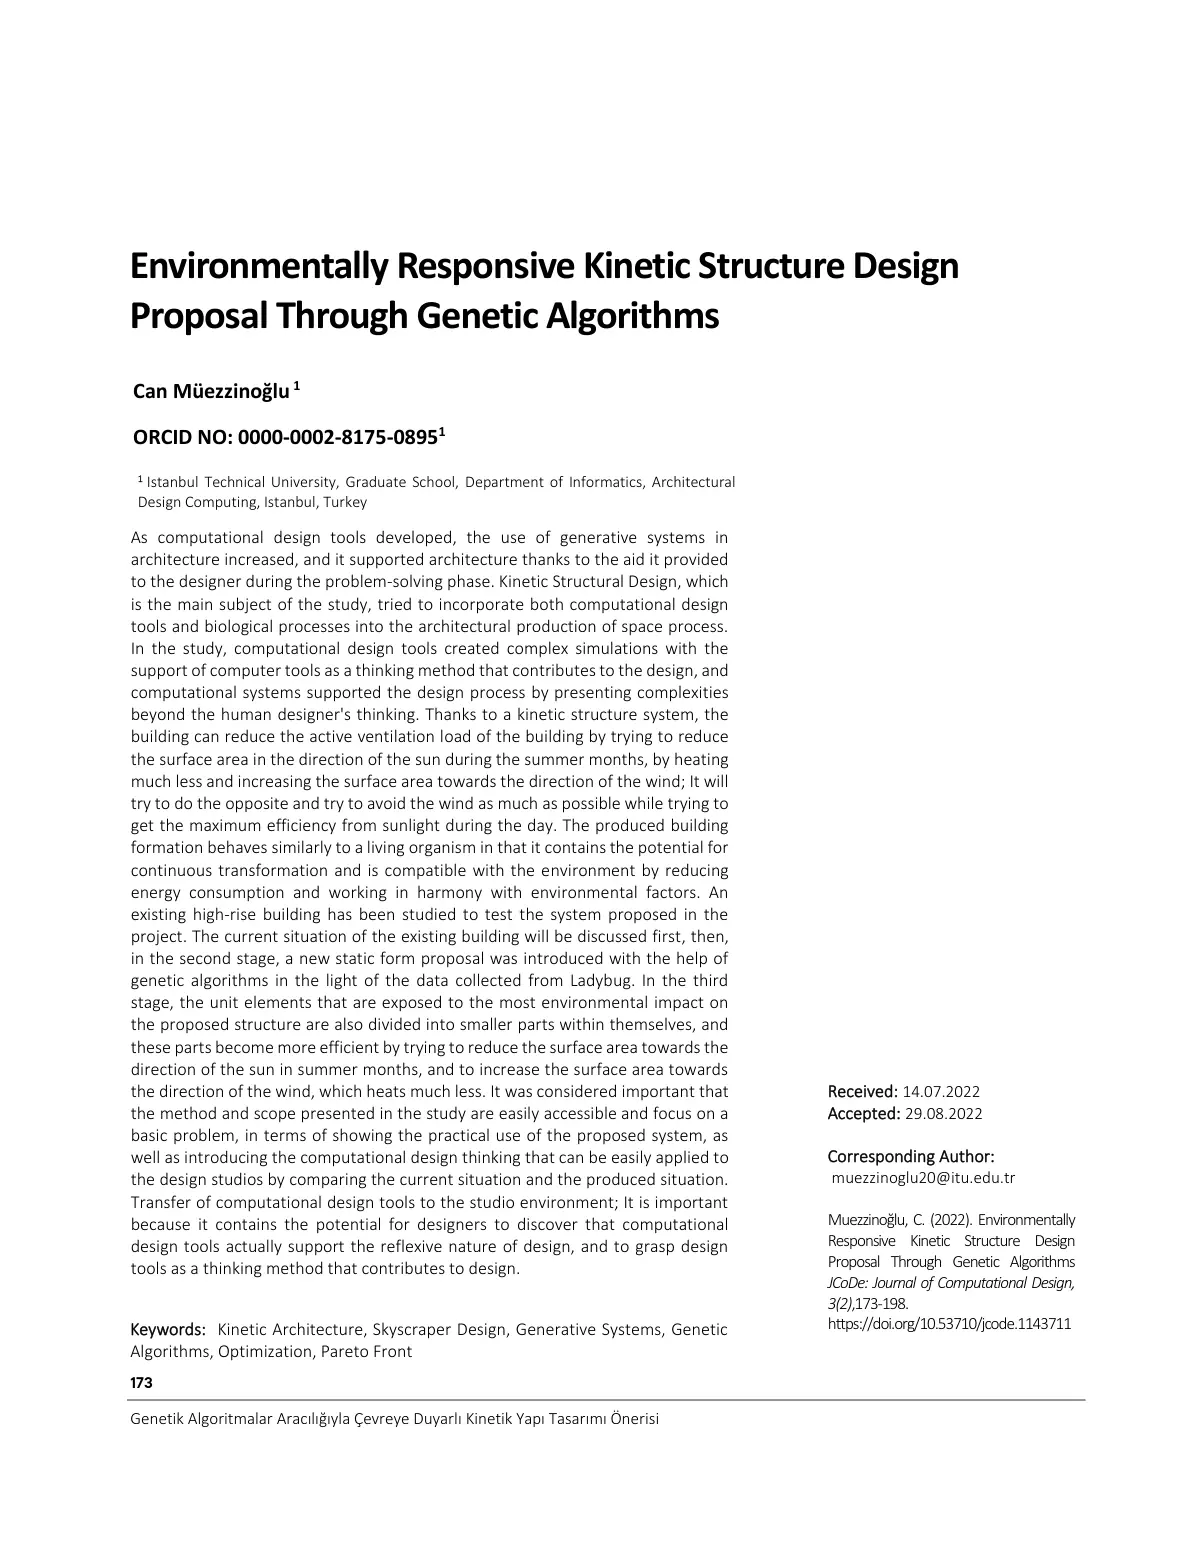 Environmentally Responsive Kinetic Structure Design
Proposal Through Genetic Algorithms
Can Müezzinoğlu ¹
ORCID NO: 0000-0002-8175-0895¹
¹ Istanbul Technical University, Graduate School, Department of Informatics, Architectural
Design Computing, Istanbul, Turkey
As computational design tools developed, the use of generative systems in
architecture increased, and it supported architecture thanks to the aid it provided
to the designer during the problem-solving phase. Kinetic Structural Design, which
is the main subject of the study, tried to incorporate both computational design
tools and biological processes into the architectural production of space process.
In the study, computational design tools created complex simulations with the
support of computer tools as a thinking method that contributes to the design, and
computational systems supported the design process by presenting complexities
beyond the human designer's thinking. Thanks to a kinetic structure system, the
building can reduce the active ventilation load of the building by trying to reduce
the surface area in the direction of the sun during the summer months, by heating
much less and increasing the surface area towards the direction of the wind; It will
try to do the opposite and try to avoid the wind as much as possible while trying to
get the maximum efficiency from sunlight during the day. The produced building
formation behaves similarly to a living organism in that it contains the potential for
continuous transformation and is compatible with the environment by reducing
energy consumption and working in harmony with environmental factors. An
existing high-rise building has been studied to test the system proposed in the
project. The current situation of the existing building will be discussed first, then,
in the second stage, a new static form proposal was introduced with the help of
genetic algorithms in the light of the data collected from Ladybug. In the third
stage, the unit elements that are exposed to the most environmental impact on
the proposed structure are also divided into smaller parts within themselves, and
these parts become more efficient by trying to reduce the surface area towards the
direction of the sun in summer months, and to increase the surface area towards
the direction of the wind, which heats much less. It was considered important that
the method and scope presented in the study are easily accessible and focus on a
basic problem, in terms of showing the practical use of the proposed system, as
well as introducing the computational design thinking that can be easily applied to
the design studios by comparing the current situation and the produced situation.
Transfer of computational design tools to the studio environment; It is important
because it contains the potential for designers to discover that computational
design tools actually support the reflexive nature of design, and to grasp design
tools as a thinking method that contributes to design.
Keywords: Kinetic Architecture, Skyscraper Design, Generative Systems, Genetic
Algorithms, Optimization, Pareto Front
Received: 14.07.2022
Accepted: 29.08.2022
Corresponding Author:
muezzinoglu20@itu.edu.tr
Muezzinoğlu, C. (2022). Environmentally
Responsive Kinetic Structure Design
Proposal Through Genetic Algorithms
JCoDe: Journal of Computational Design,
3(2),173-198.
https://doi.org/10.53710/jcode.1143711
173
Genetik Algoritmalar Aracılığıyla Çevreye Duyarlı Kinetik Yapı Tasarımı Önerisi